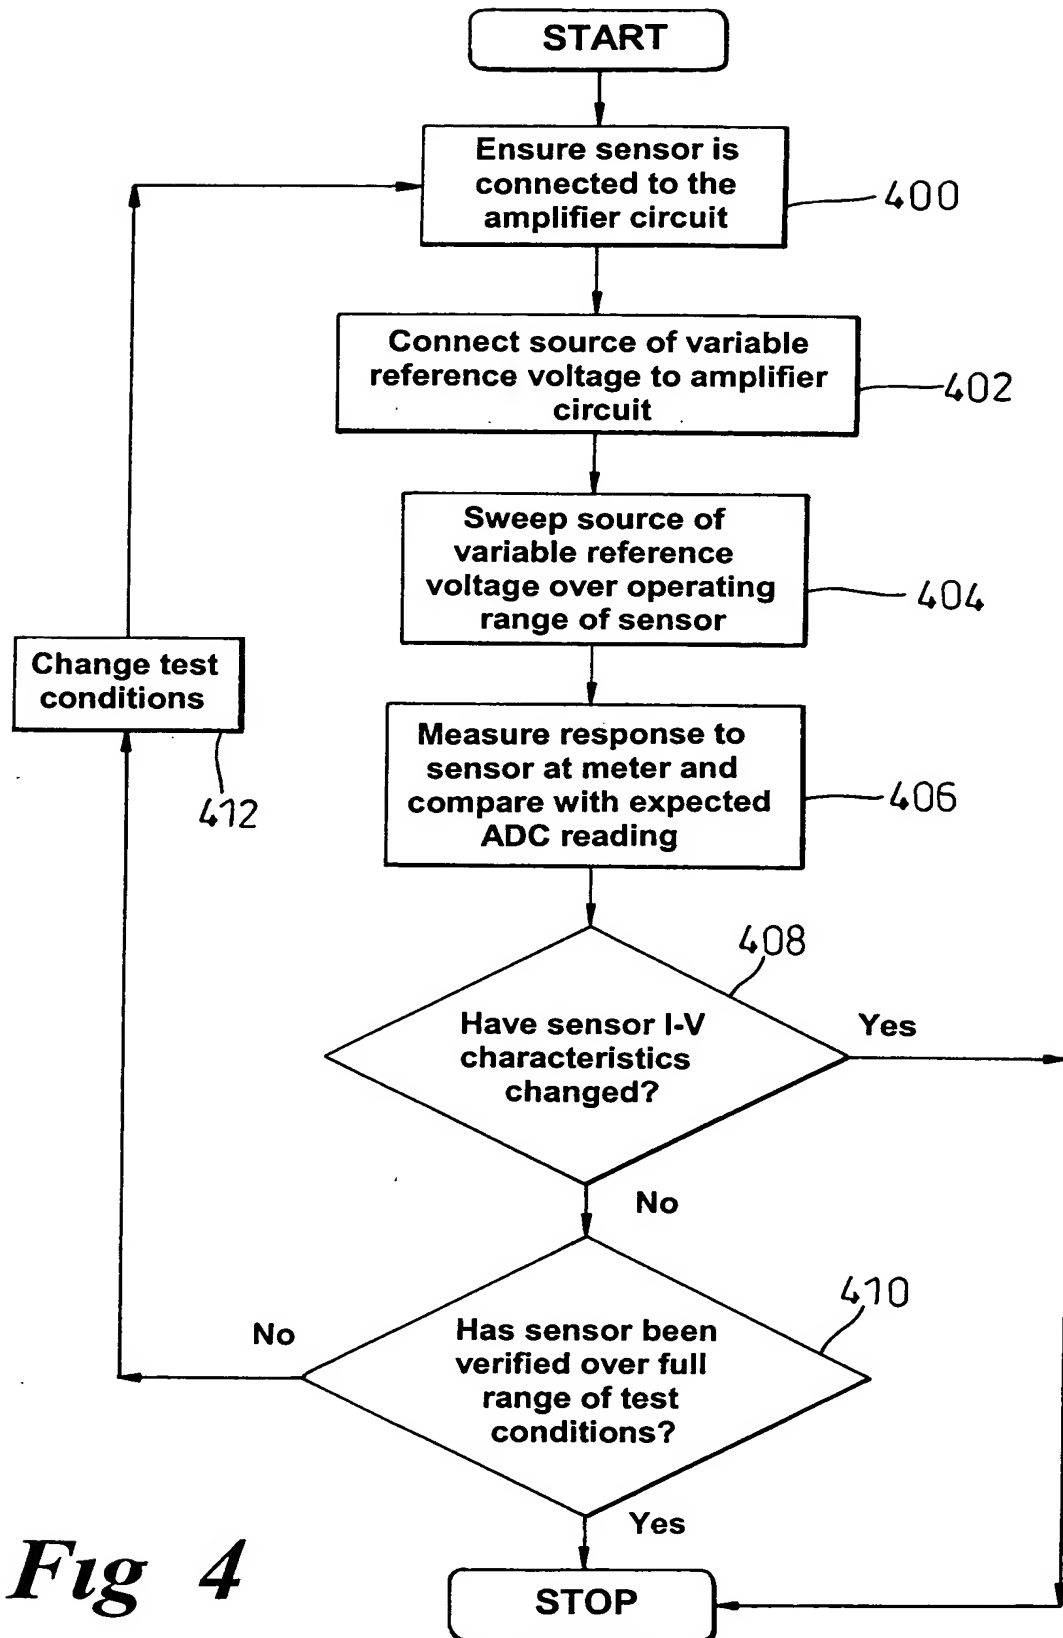 START
Ensure sensor is
connected to the
amplifier circuit
400
Connect source of variable
reference voltage to amplifier
circuit
402
Sweep source of
variable reference
voltage over operating
range of sensor
404
Change test
conditions
412
Measure response to
sensor at meter and
compare with expected
ADC reading
406
408
Have sensor I-V
characteristics
changed?
Yes
No
410
Has sensor been
verified over full
range of test
conditions?
No
Yes
STOP
Fig 4